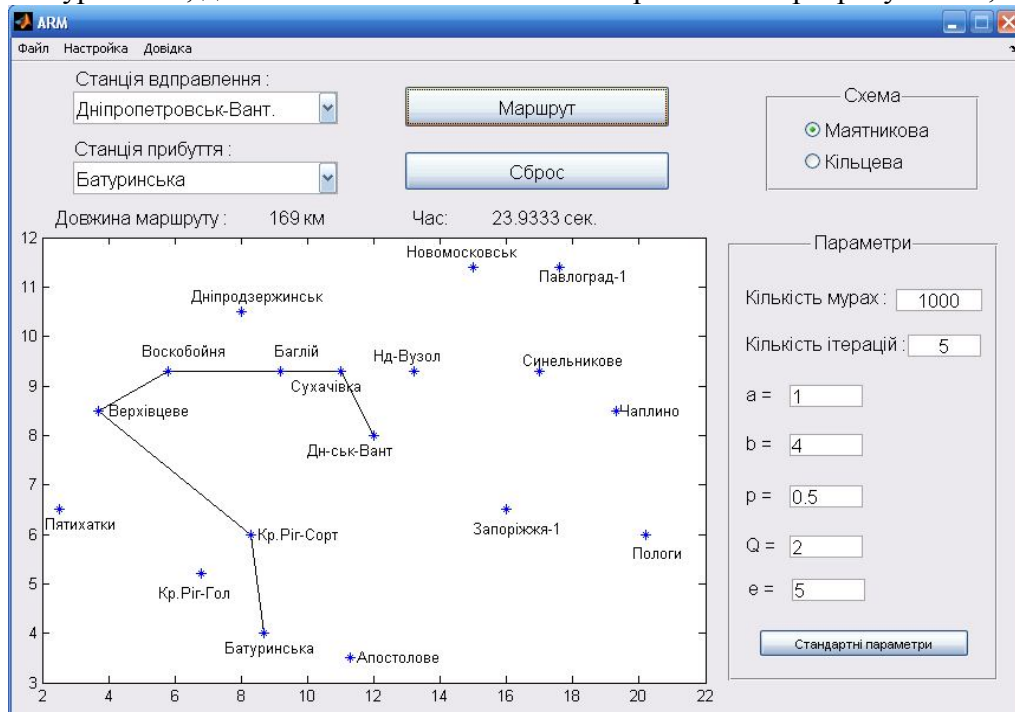 ARM
Файл Настройка Довідка
Станція вдправлення :
Дніпропетровськ-Вант.
Маршрут
Схема
Маятникова
Кільцева
Станція прибуття :
Батуринська
Сброс
Довжина маршруту : 169 км Час: 23.9333 сек.
Параметри
Кількість мурах : 1000
Кількість ітерацій : 5
a = 1
b = 4
p = 0.5
Q = 2
e = 5
Стандартні параметри
12
11
10
9
8
7
6
5
4
3
Новомосковськ
Павлоград-1
Дніпродзержинськ
Воскобойня
Баглій
Нд-Вузол
Синельникове
Сухачівка
Верхівцеве
Чаплино
Дн-ськ-Вант
Пятихатки
Кр.Ріг-Сорт
Запоріжжя-1
Пологи
Кр.Ріг-Гол
Батуринська
Апостолове
2 4 6 8 10 12 14 16 18 20 22